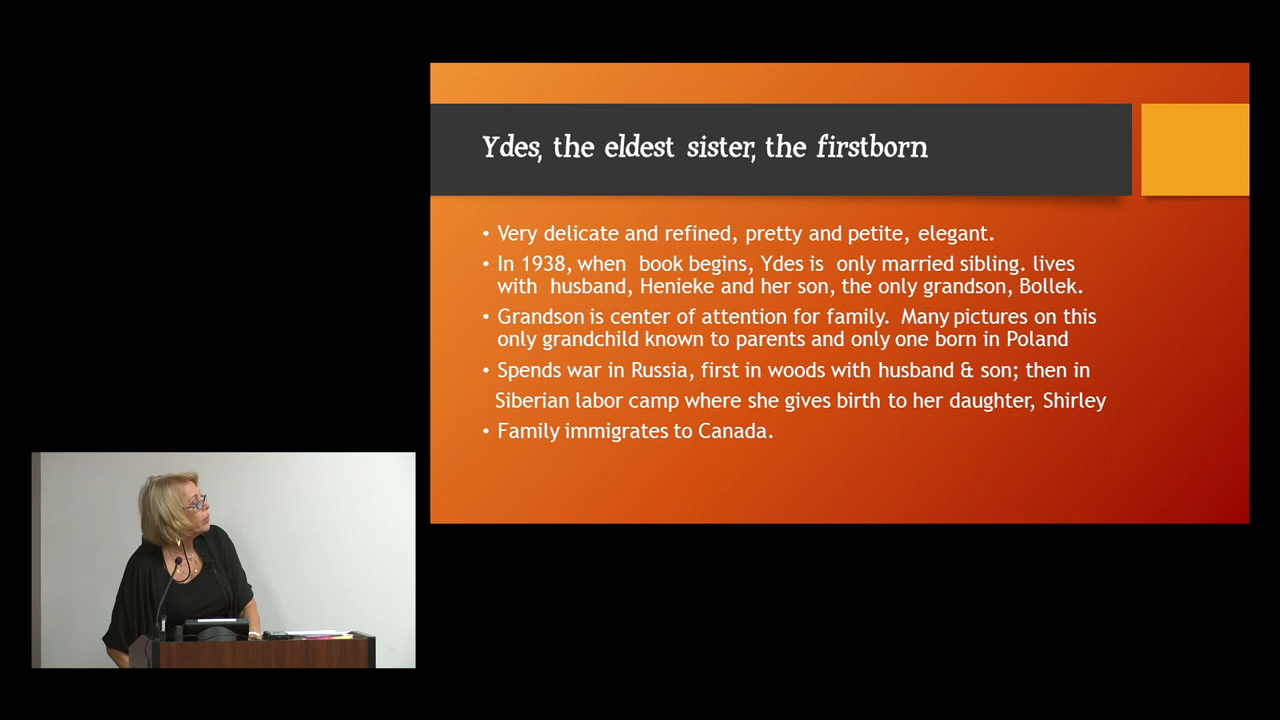 Ydes, the eldest sister, the firstborn
• Very delicate and refined, pretty and petite, elegant.
• In 1938, when book begins, Ydes is only married sibling. lives
with husband, Henieke and her son, the only grandson, Bollek.
• Grandson is center of attention for family. Many pictures on this
only grandchild known to parents and only one born in Poland
• Spends war in Russia, first in woods with husband & son; then in
Siberian labor camp where she gives birth to her daughter, Shirley
• Family immigrates to Canada.